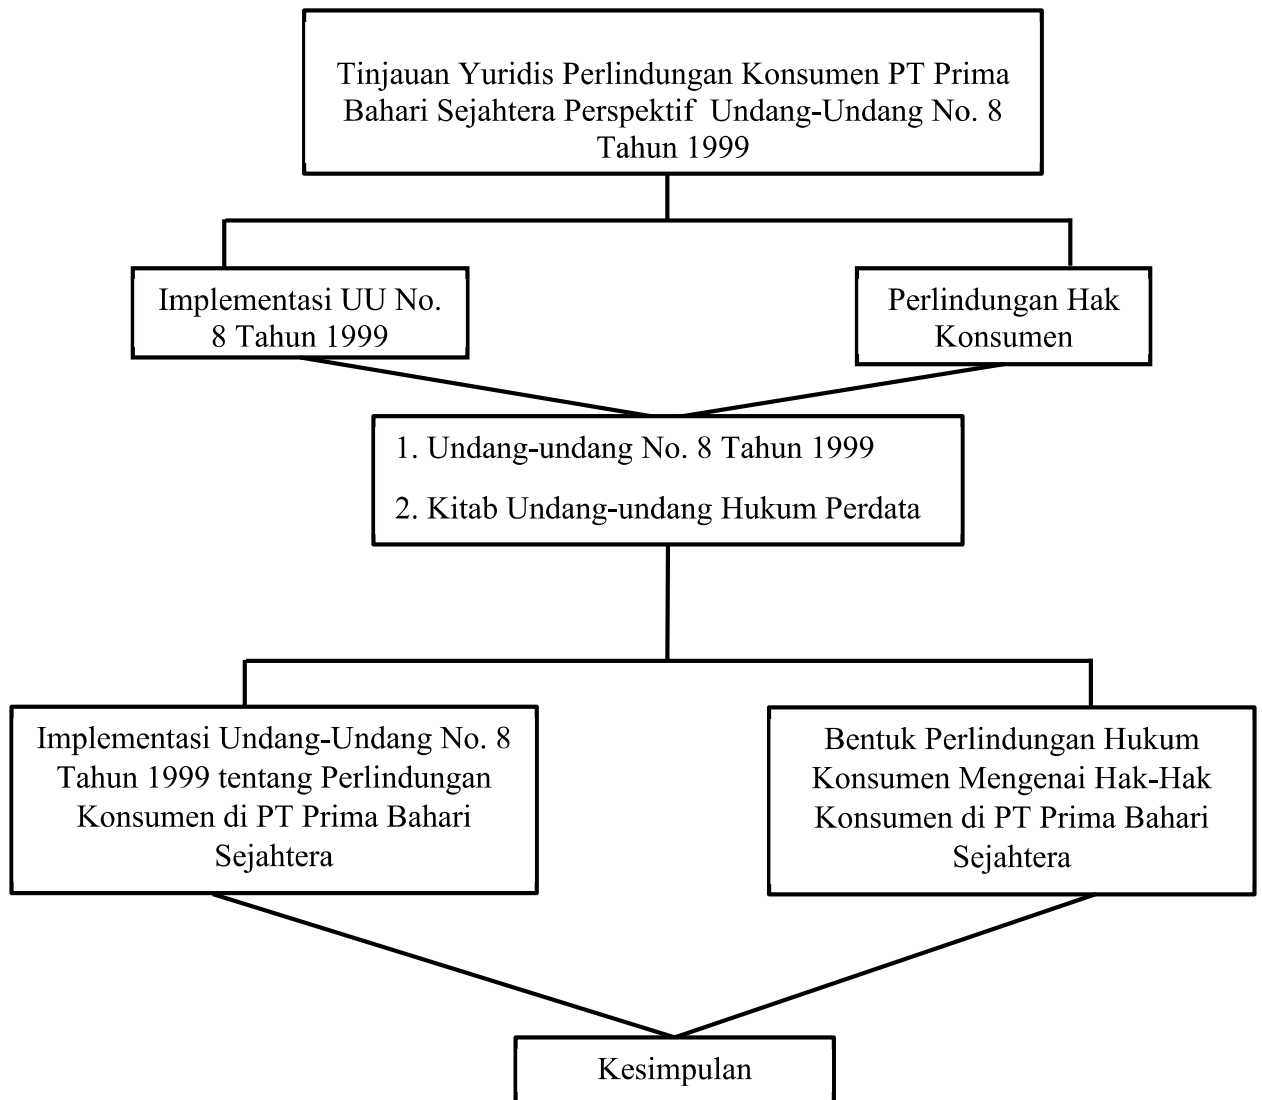 Tinjauan Yuridis Perlindungan Konsumen PT Prima
Bahari Sejahtera Perspektif Undang-Undang No. 8
Tahun 1999
Implementasi UU No.
8 Tahun 1999
Perlindungan Hak
Konsumen
1. Undang-undang No. 8 Tahun 1999
2. Kitab Undang-undang Hukum Perdata
Implementasi Undang-Undang No. 8
Tahun 1999 tentang Perlindungan
Konsumen di PT Prima Bahari
Sejahtera
Bentuk Perlindungan Hukum
Konsumen Mengenai Hak-Hak
Konsumen di PT Prima Bahari
Sejahtera
Kesimpulan